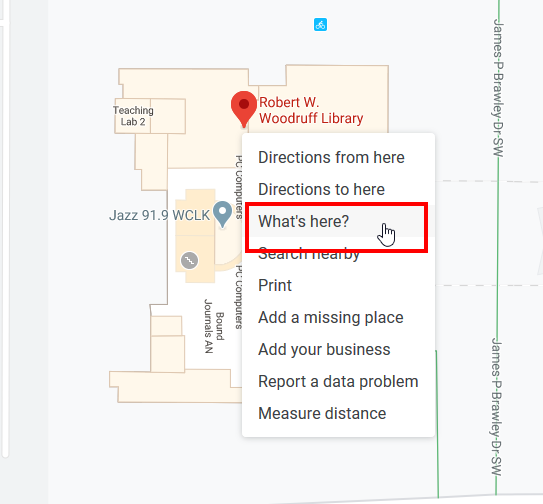 James-P-Brawley-Dr-SW
Robert W.
Woodruff Library
Teaching
Lab 2
Directions from here
PC Computers
Directions to here
Jazz 91.9 WCLK
What's here?
Search nearby
PC Computers
Print
Bound
Journals AN
Add a missing place
Add your business
James-P-Brawley-Dr-SW
Report a data problem
Measure distance